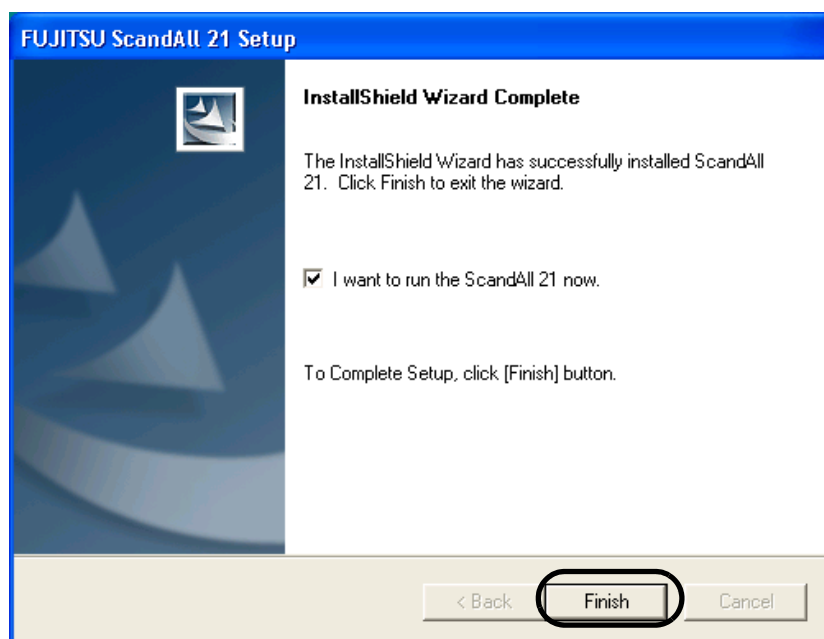 FUJITSU ScandAll 21 Setup
InstallShield Wizard Complete
The InstallShield Wizard has successfully installed ScandAll
21. Click Finish to exit the wizard.
I want to run the ScandAll 21 now.
To Complete Setup, click [Finish] button.
< Back Finish Cancel